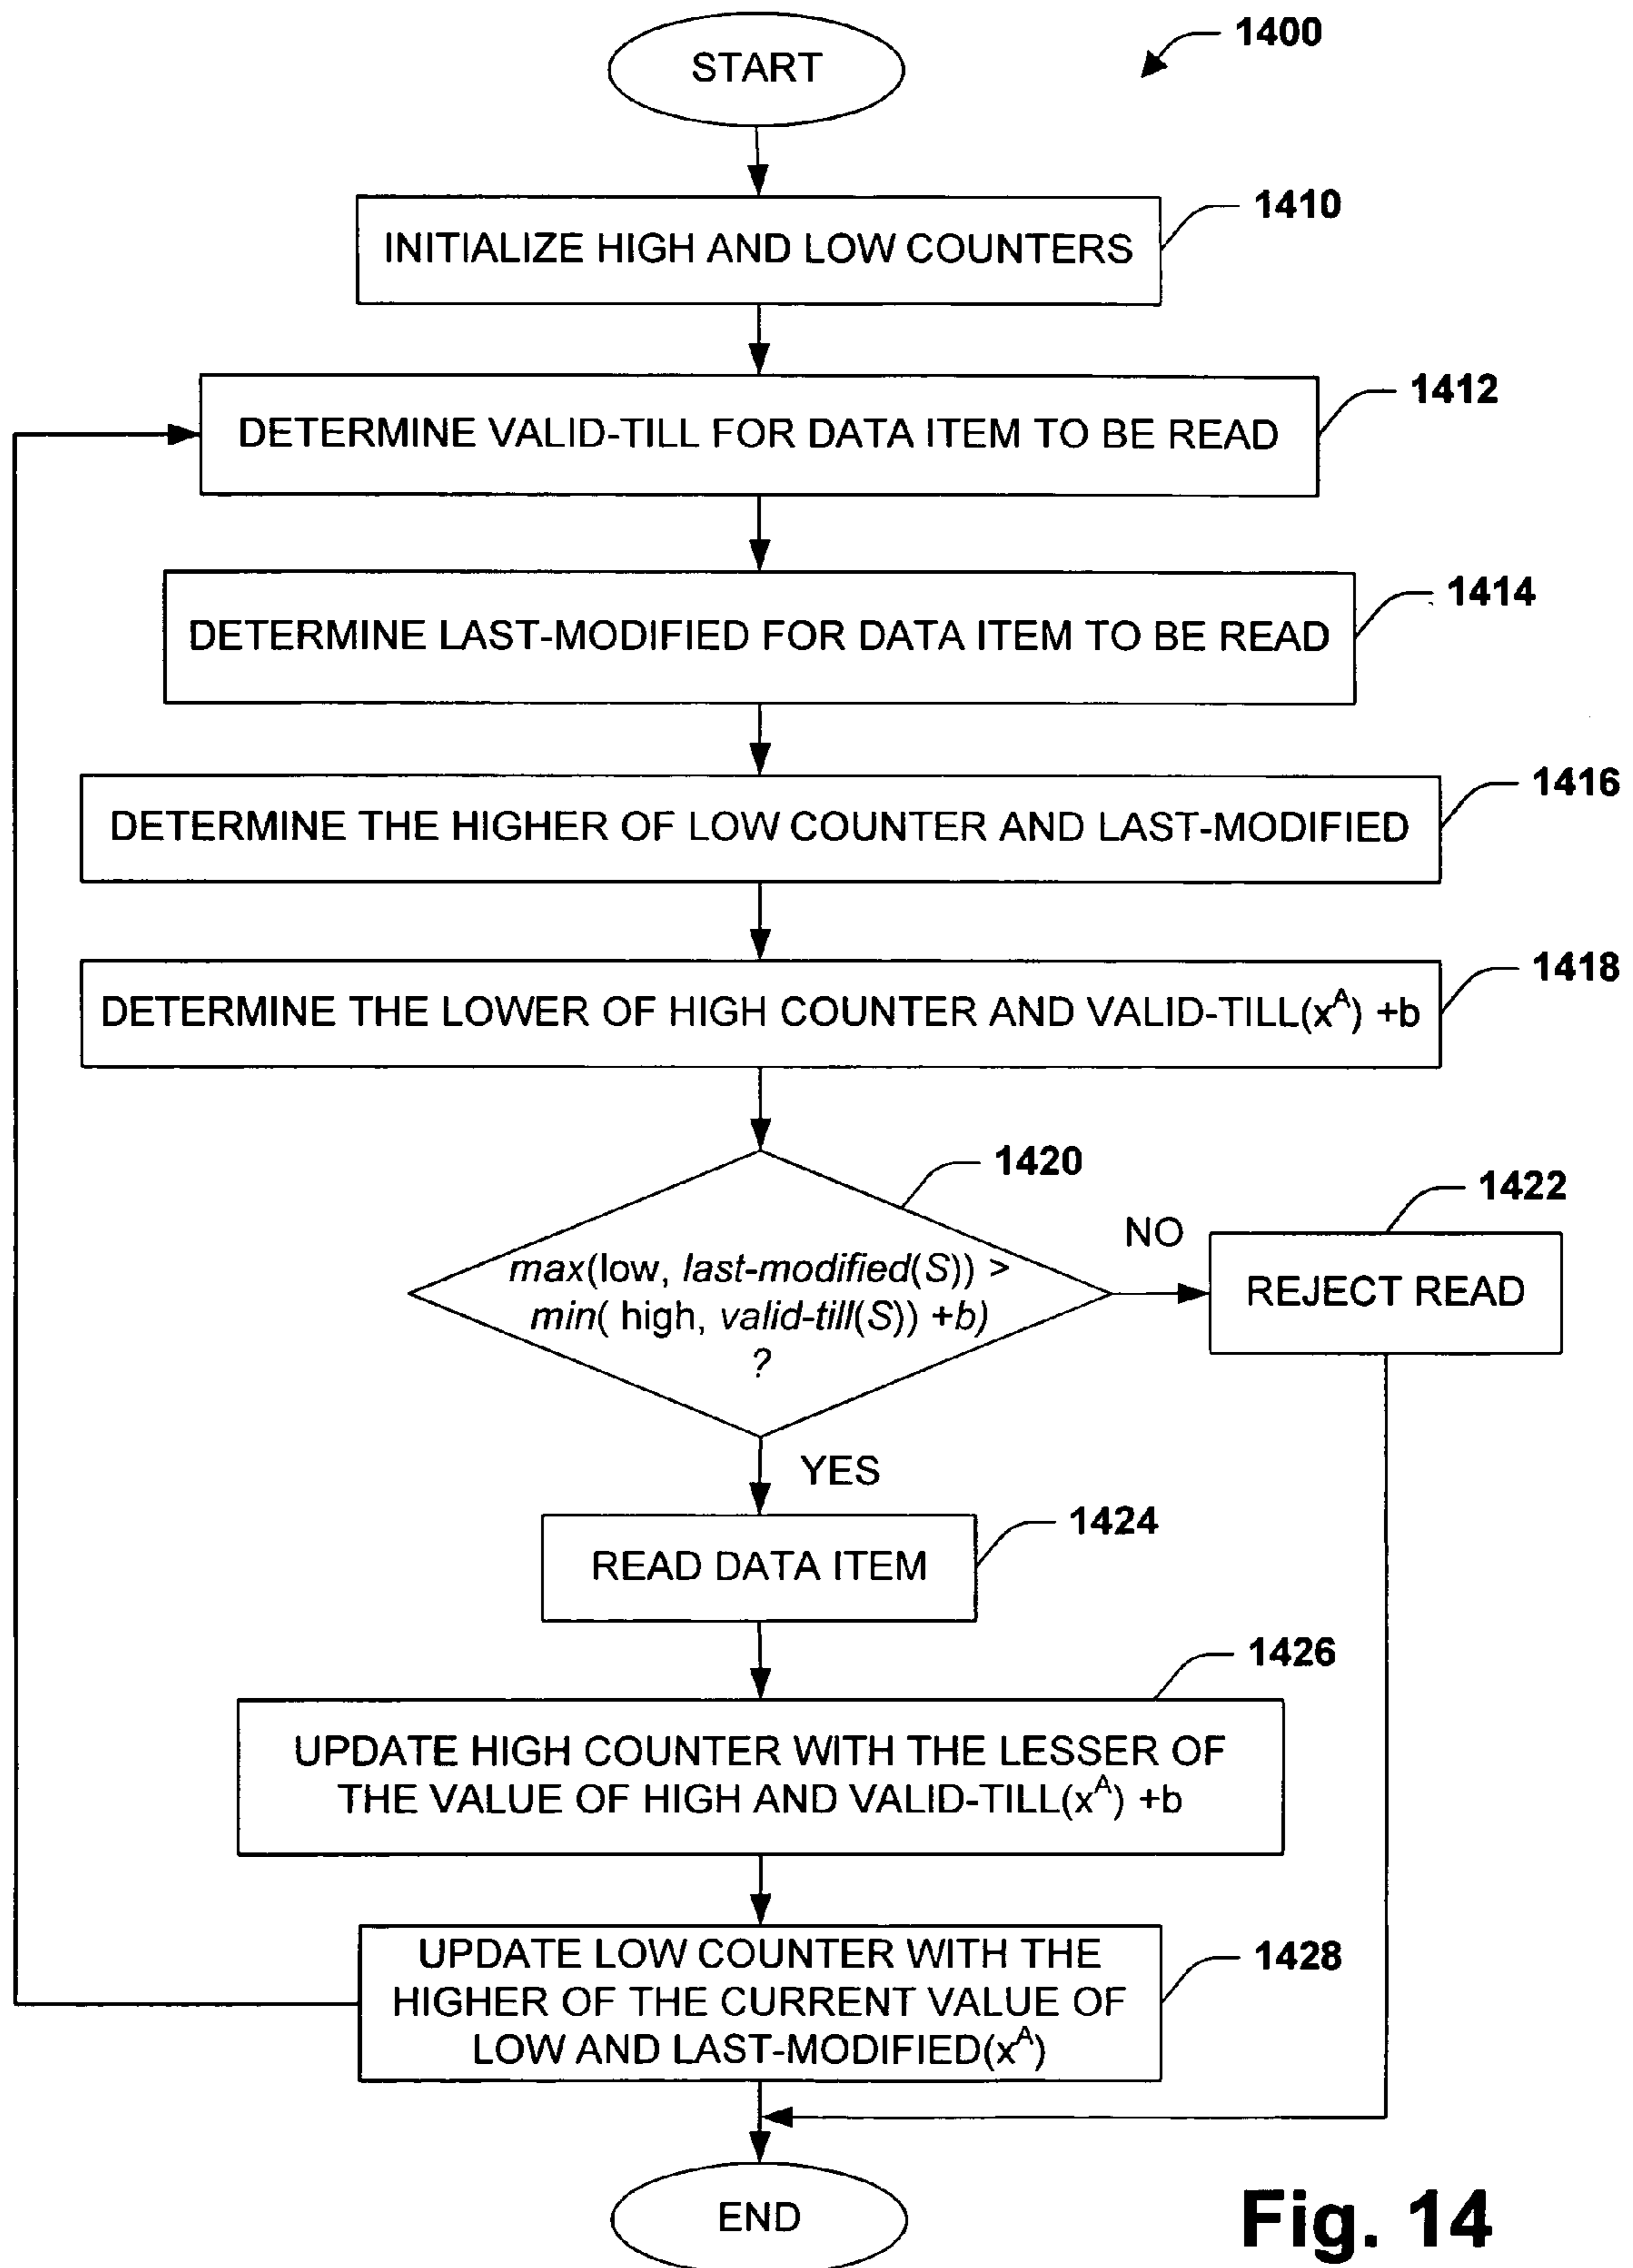 START
1400
INITIALIZE HIGH AND LOW COUNTERS
1410
DETERMINE VALID-TILL FOR DATA ITEM TO BE READ
1412
DETERMINE LAST-MODIFIED FOR DATA ITEM TO BE READ
1414
DETERMINE THE HIGHER OF LOW COUNTER AND LAST-MODIFIED
1416
DETERMINE THE LOWER OF HIGH COUNTER AND VALID-TILL(x^A) +b
1418
1420
max(low, last-modified(S)) >
min( high, valid-till(S)) +b)
?
NO
1422
REJECT READ
YES
READ DATA ITEM
1424
1426
UPDATE HIGH COUNTER WITH THE LESSER OF
THE VALUE OF HIGH AND VALID-TILL(x^A) +b
UPDATE LOW COUNTER WITH THE
HIGHER OF THE CURRENT VALUE OF
LOW AND LAST-MODIFIED(x^A)
1428
END
Fig. 14